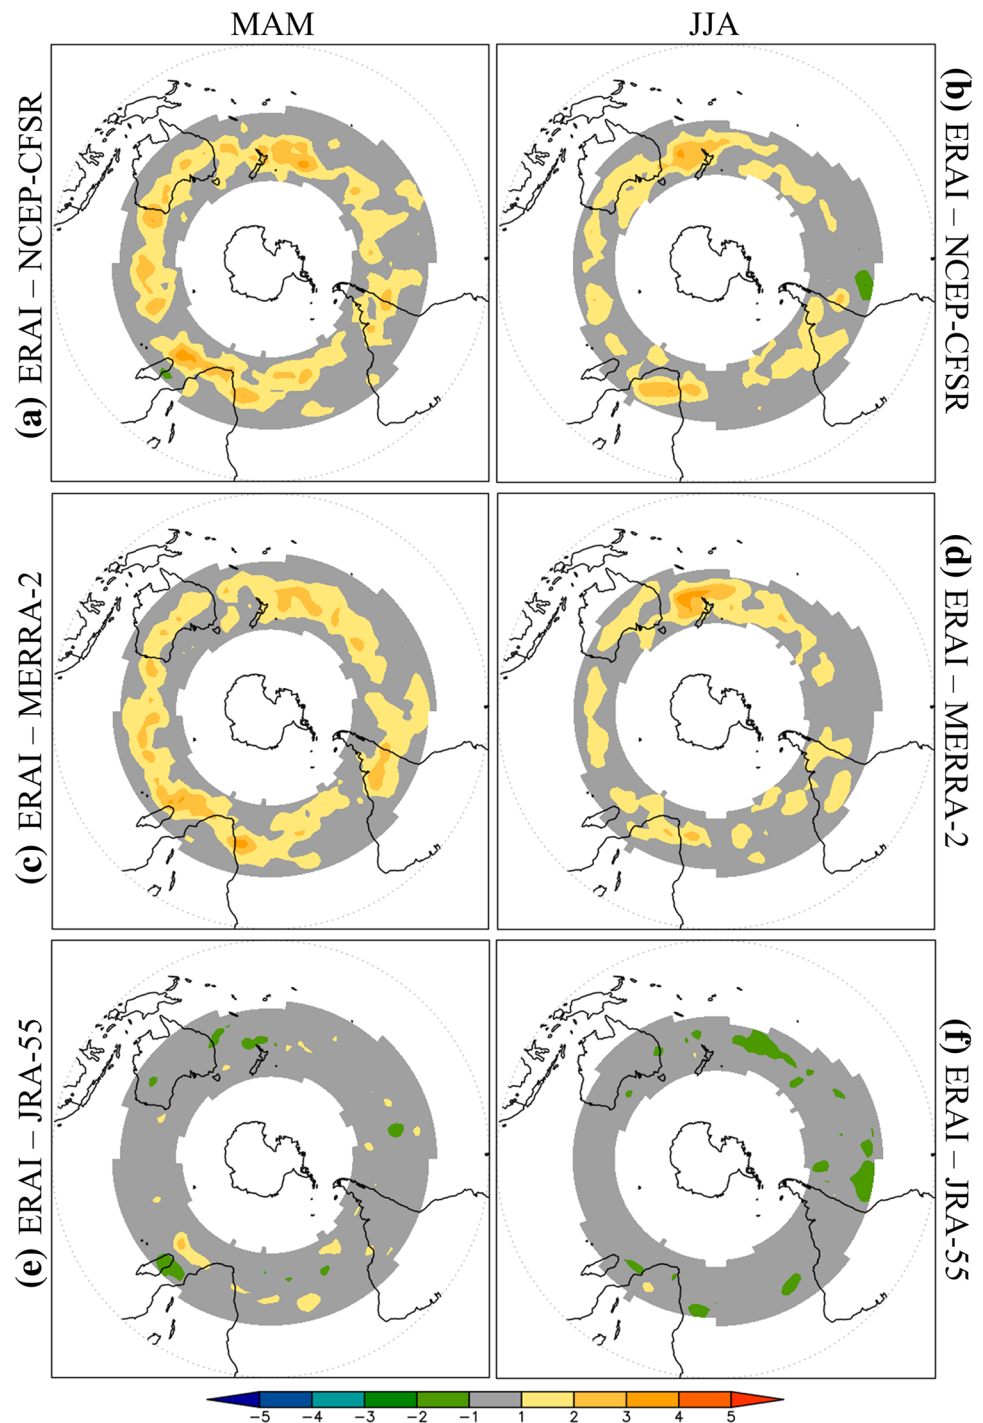 MAM
JJA
(a) ERAI – NCEP-CFSR
(b) ERAI – NCEP-CFSR
(c) ERAI – MERRA-2
(d) ERAI – MERRA-2
(e) ERAI – JRA-55
(f) ERAI – JRA-55
-5 -4 -3 -2 -1 1 2 3 4 5